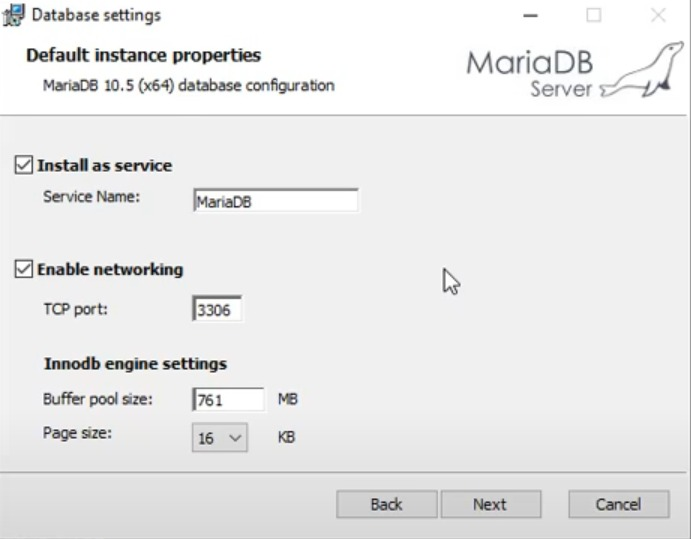 Database settings
Default instance properties
MariaDB 10.5 (x64) database configuration
MariaDB
Server
Install as service
Service Name: MariaDB
Enable networking
TCP port: 3306
Innodb engine settings
Buffer pool size: 761 MB
Page size: 16 KB
Back Next Cancel